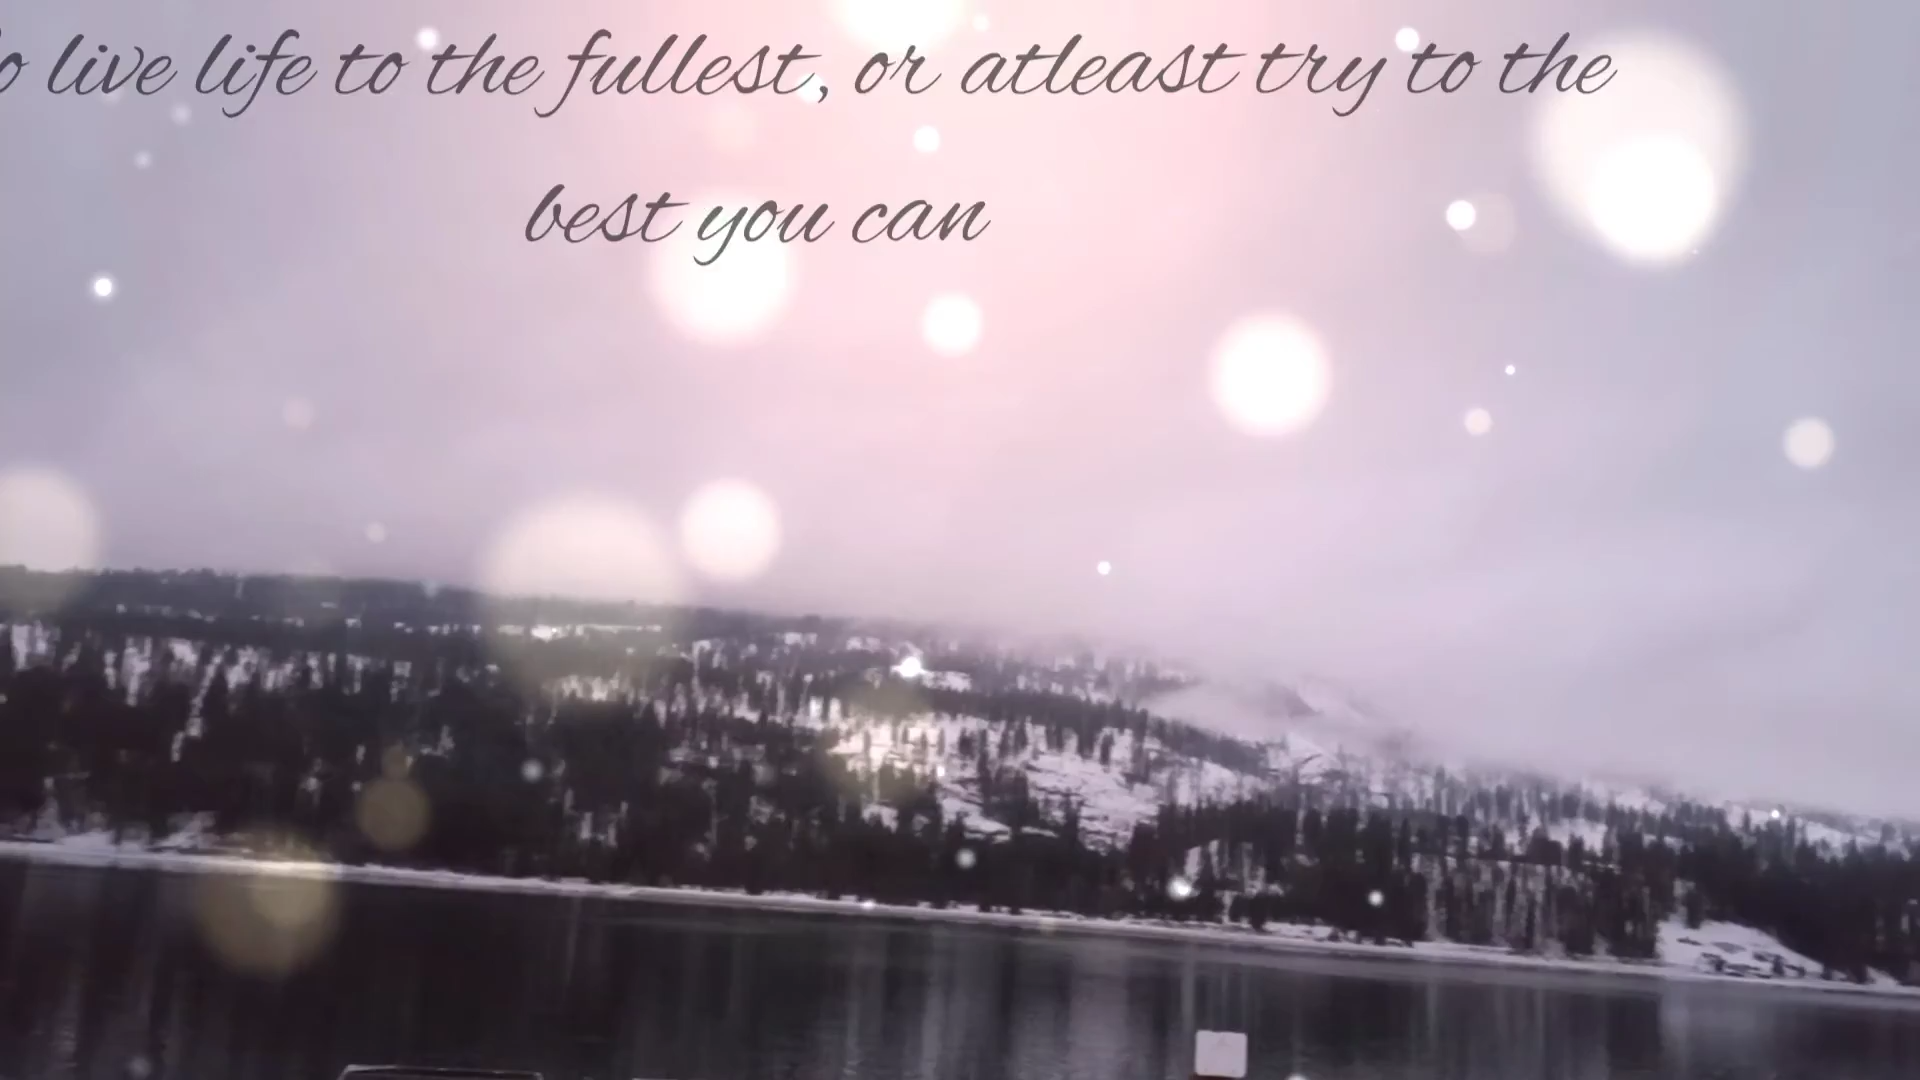 live life to the fullest, or atleast try to the
best you can